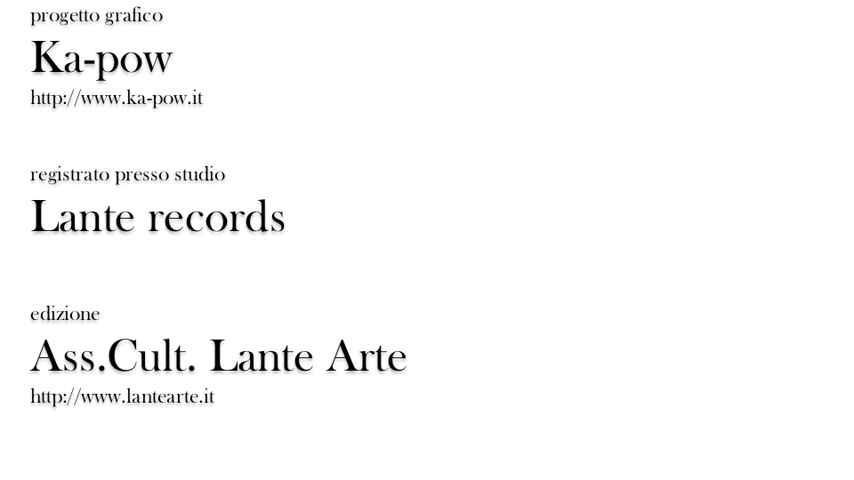 progetto grafico
Ka-pow
http://www.ka-pow.it
registrato presso studio
Lante records
edizione
Ass.Cult. Lante Arte
http://www.lantearte.it